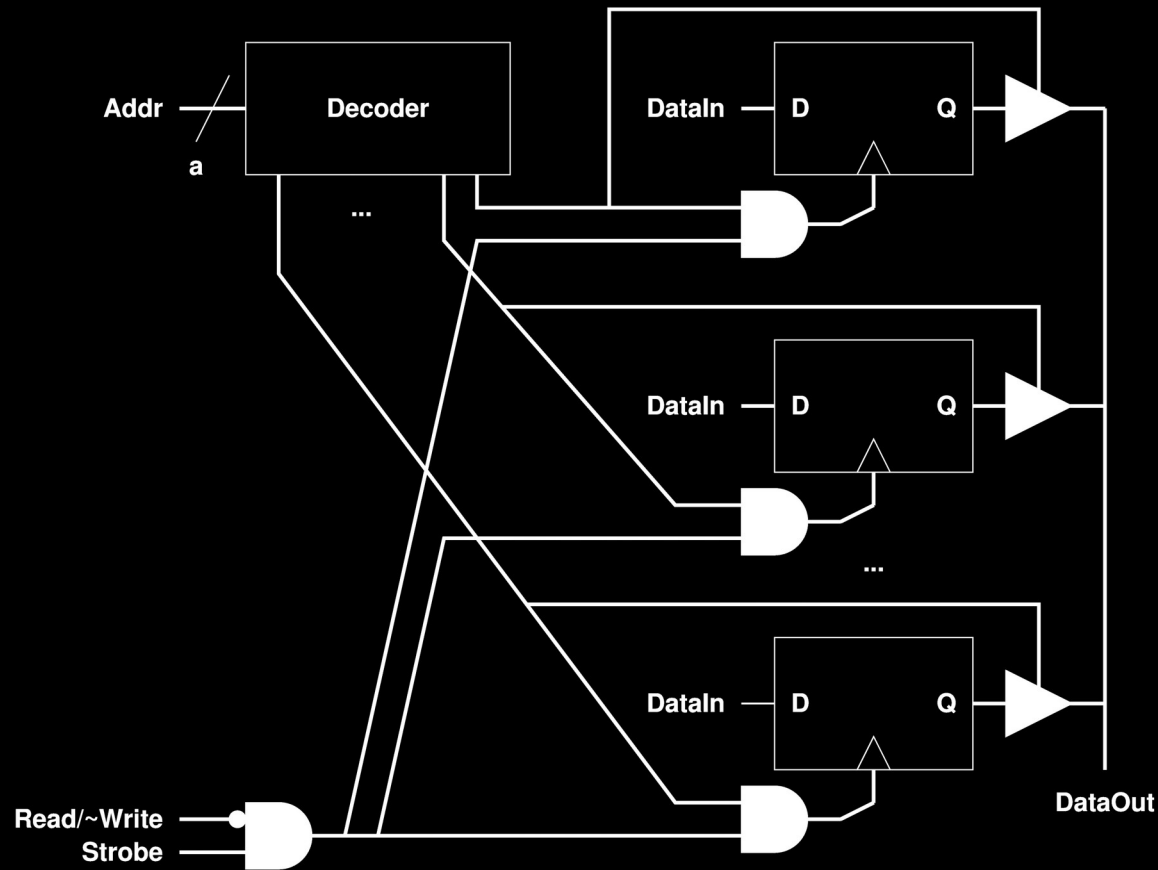 Addr
a
Decoder
...
DataIn
D
Q
DataIn
D
Q
...
DataIn
D
Q
Read/~Write
Strobe
DataOut